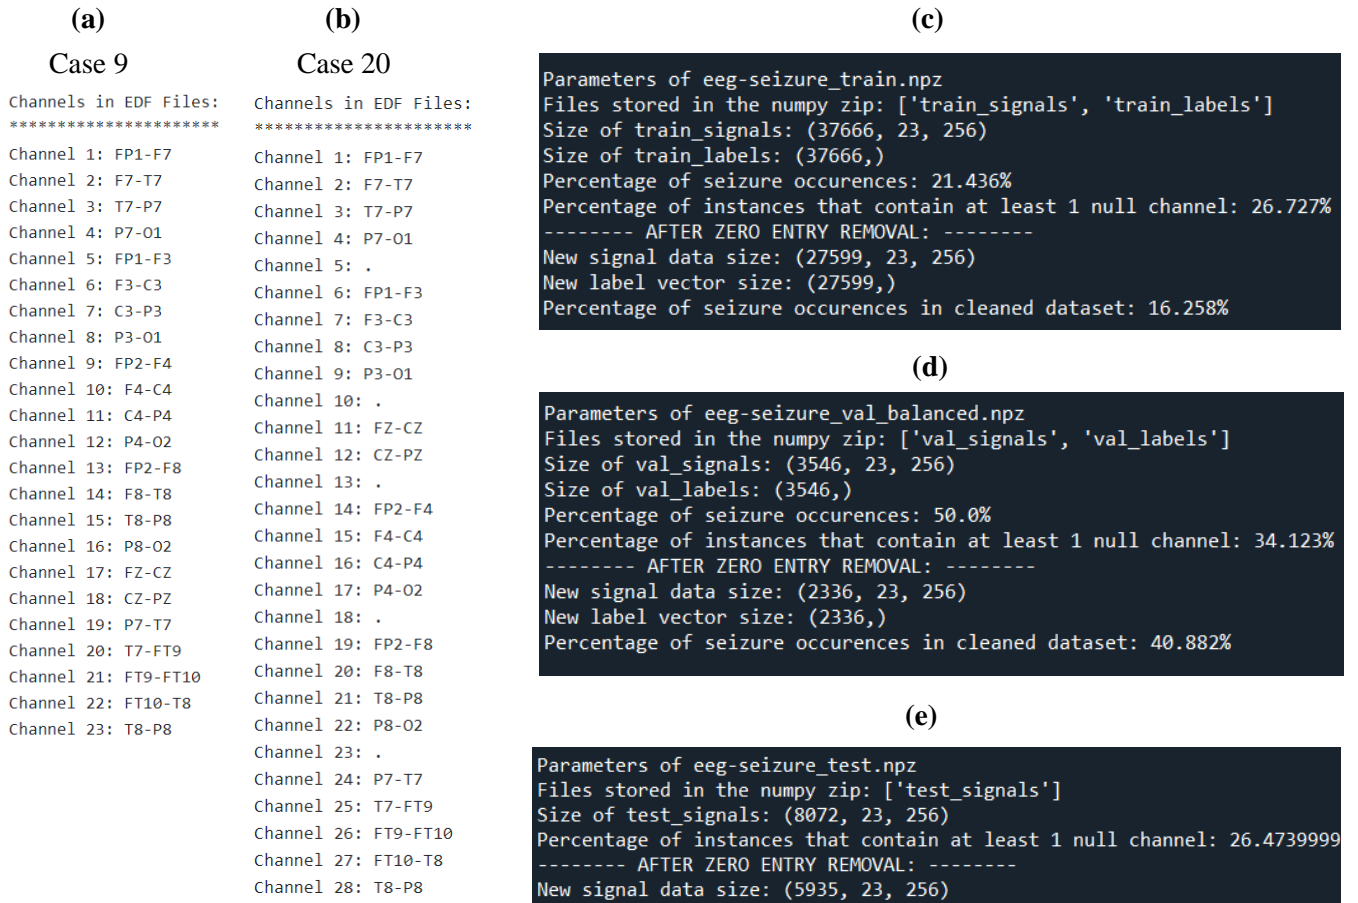 (a)
Case 9
Channels in EDF Files:
**********************
Channel 1: FP1-F7
Channel 2: F7-T7
Channel 3: T7-P7
Channel 4: P7-O1
Channel 5: FP1-F3
Channel 6: F3-C3
Channel 7: C3-P3
Channel 8: P3-O1
Channel 9: FP2-F4
Channel 10: F4-C4
Channel 11: C4-P4
Channel 12: P4-O2
Channel 13: FP2-F8
Channel 14: F8-T8
Channel 15: T8-P8
Channel 16: P8-O2
Channel 17: FZ-CZ
Channel 18: CZ-PZ
Channel 19: P7-T7
Channel 20: T7-FT9
Channel 21: FT9-FT10
Channel 22: FT10-T8
Channel 23: T8-P8
(b)
Case 20
Channels in EDF Files:
**********************
Channel 1: FP1-F7
Channel 2: F7-T7
Channel 3: T7-P7
Channel 4: P7-O1
Channel 5: .
Channel 6: FP1-F3
Channel 7: F3-C3
Channel 8: C3-P3
Channel 9: P3-O1
Channel 10: .
Channel 11: FZ-CZ
Channel 12: CZ-PZ
Channel 13: .
Channel 14: FP2-F4
Channel 15: F4-C4
Channel 16: C4-P4
Channel 17: P4-O2
Channel 18: .
Channel 19: FP2-F8
Channel 20: F8-T8
Channel 21: T8-P8
Channel 22: P8-O2
Channel 23: .
Channel 24: P7-T7
Channel 25: T7-FT9
Channel 26: FT9-FT10
Channel 27: FT10-T8
Channel 28: T8-P8
(c)
Parameters of eeg-seizure_train.npz
Files stored in the numpy zip: ['train_signals', 'train_labels']
Size of train_signals: (37666, 23, 256)
Size of train_labels: (37666,)
Percentage of seizure occurences: 21.436%
Percentage of instances that contain at least 1 null channel: 26.727%
-------- AFTER ZERO ENTRY REMOVAL: --------
New signal data size: (27599, 23, 256)
New label vector size: (27599,)
Percentage of seizure occurences in cleaned dataset: 16.258%
(d)
Parameters of eeg-seizure_val_balanced.npz
Files stored in the numpy zip: ['val_signals', 'val_labels']
Size of val_signals: (3546, 23, 256)
Size of val_labels: (3546,)
Percentage of seizure occurences: 50.0%
Percentage of instances that contain at least 1 null channel: 34.123%
-------- AFTER ZERO ENTRY REMOVAL: --------
New signal data size: (2336, 23, 256)
New label vector size: (2336,)
Percentage of seizure occurences in cleaned dataset: 40.882%
(e)
Parameters of eeg-seizure_test.npz
Files stored in the numpy zip: ['test_signals']
Size of test_signals: (8072, 23, 256)
Percentage of instances that contain at least 1 null channel: 26.4739999
-------- AFTER ZERO ENTRY REMOVAL: --------
New signal data size: (5935, 23, 256)